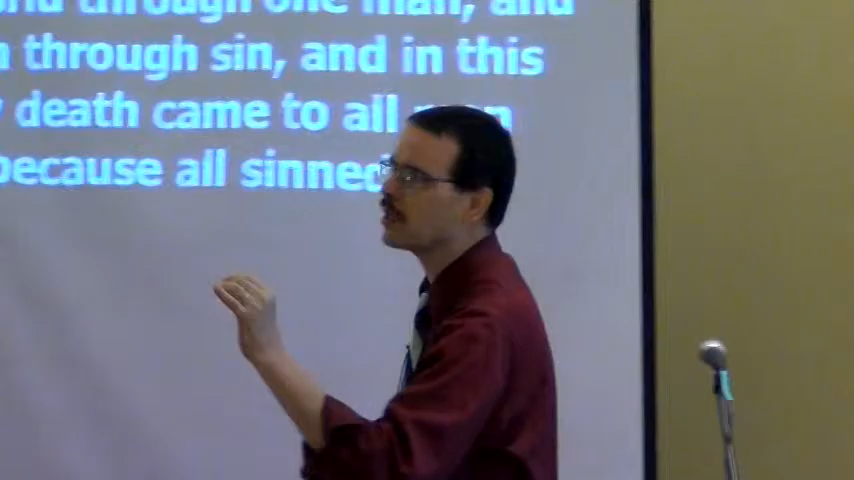 through one man, and
through sin, and in this
death came to all
because all sinned